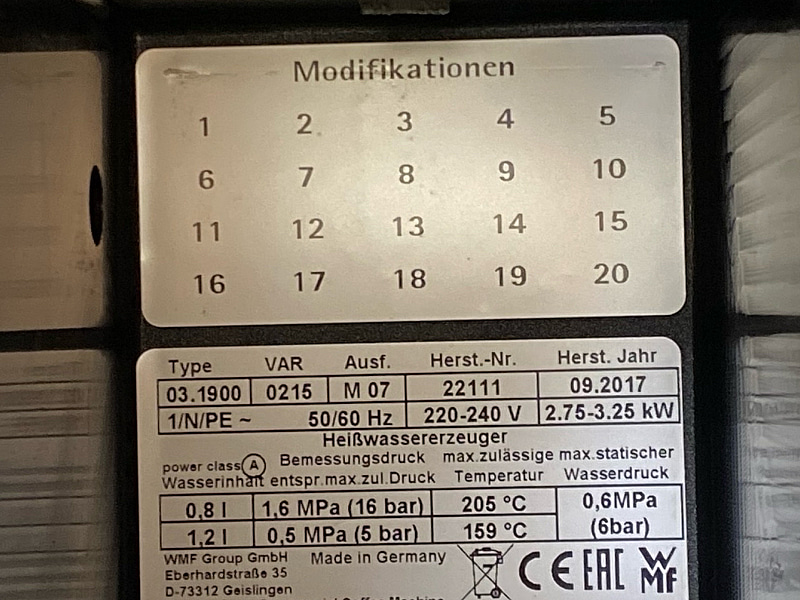 Modifikationen
1 2 3 4 5
6 7 8 9 10
11 12 13 14 15
16 17 18 19 20
Type VAR Ausf. Herst.-Nr. Herst. Jahr
03.1900 0215 M 07 22111 09.2017
1/N/PE ~ 50/60 Hz 220-240 V 2.75-3.25 kW
Heißwassererzeuger
power class A Bemessungsdruck max.zulässige max.statischer
Wasserinhalt entspr.max.zul.Druck Temperatur Wasserdruck
0,8 l 1,6 MPa (16 bar) 205 °C 0,6MPa
1,2 l 0,5 MPa (5 bar) 159 °C (6bar)
WMF Group GmbH Made in Germany CE EAC WMF
Eberhardstraße 35
D-73312 Geislingen